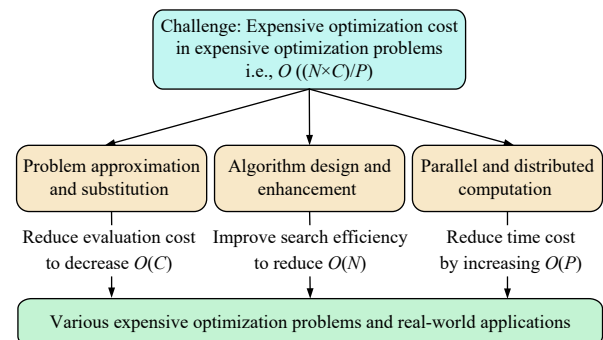 Challenge: Expensive optimization cost
in expensive optimization problems
i.e., O ((N×C)/P)
Problem approximation
and substitution
Algorithm design and
enhancement
Parallel and distributed
computation
Reduce evaluation cost
to decrease O(C)
Improve search efficiency
to reduce O(N)
Reduce time cost
by increasing O(P)
Various expensive optimization problems and real-world applications